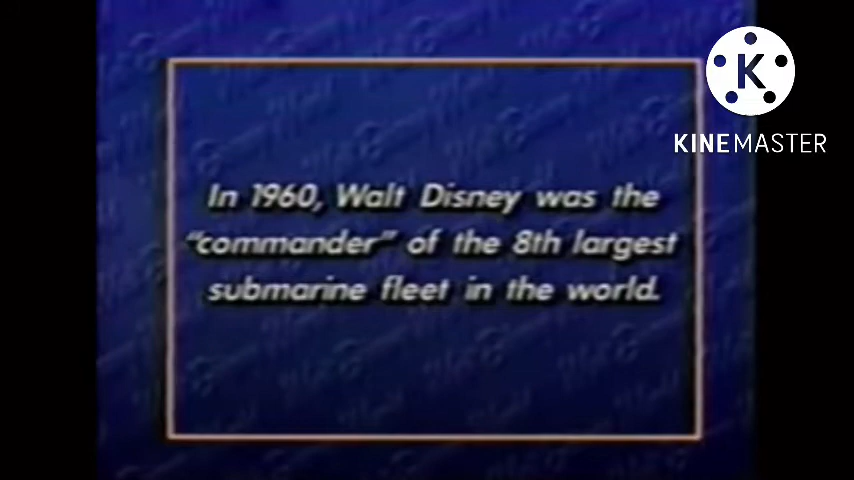 In 1960, Walt Disney was the
"commander" of the 8th largest
submarine fleet in the world.
K
KINEMASTER